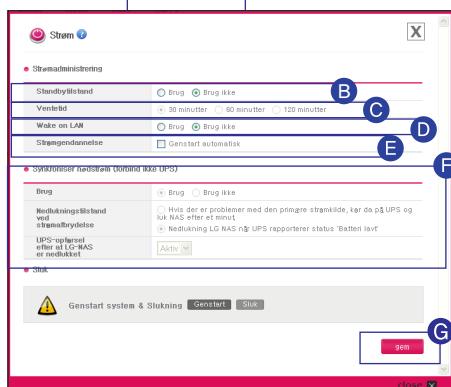 Strøm ?
X
Strømadministrering
Standbytilstand Brug Brug ikke B
Ventetid 30 minutter 60 minutter 120 minutter C
Wake on LAN Brug Brug ikke D
Strømgendannelse Genstart automatisk E
Synkroniser nødstrøm (forbind ikke UPS) F
Brug Brug Brug ikke
Nedlukningstilstand
ved
strømafbrydelse
Hvis der er problemer med den primære strømkilde, kør da på UPS og
luk NAS efter et minut,
Nedlukning LG NAS når UPS rapporterer status 'Batteri lavt'
UPS-opførsel
efter at LG-NAS
er nedlukket
Aktiv
Sluk
Genstart system & Slukning Genstart Sluk
G
gem
close X